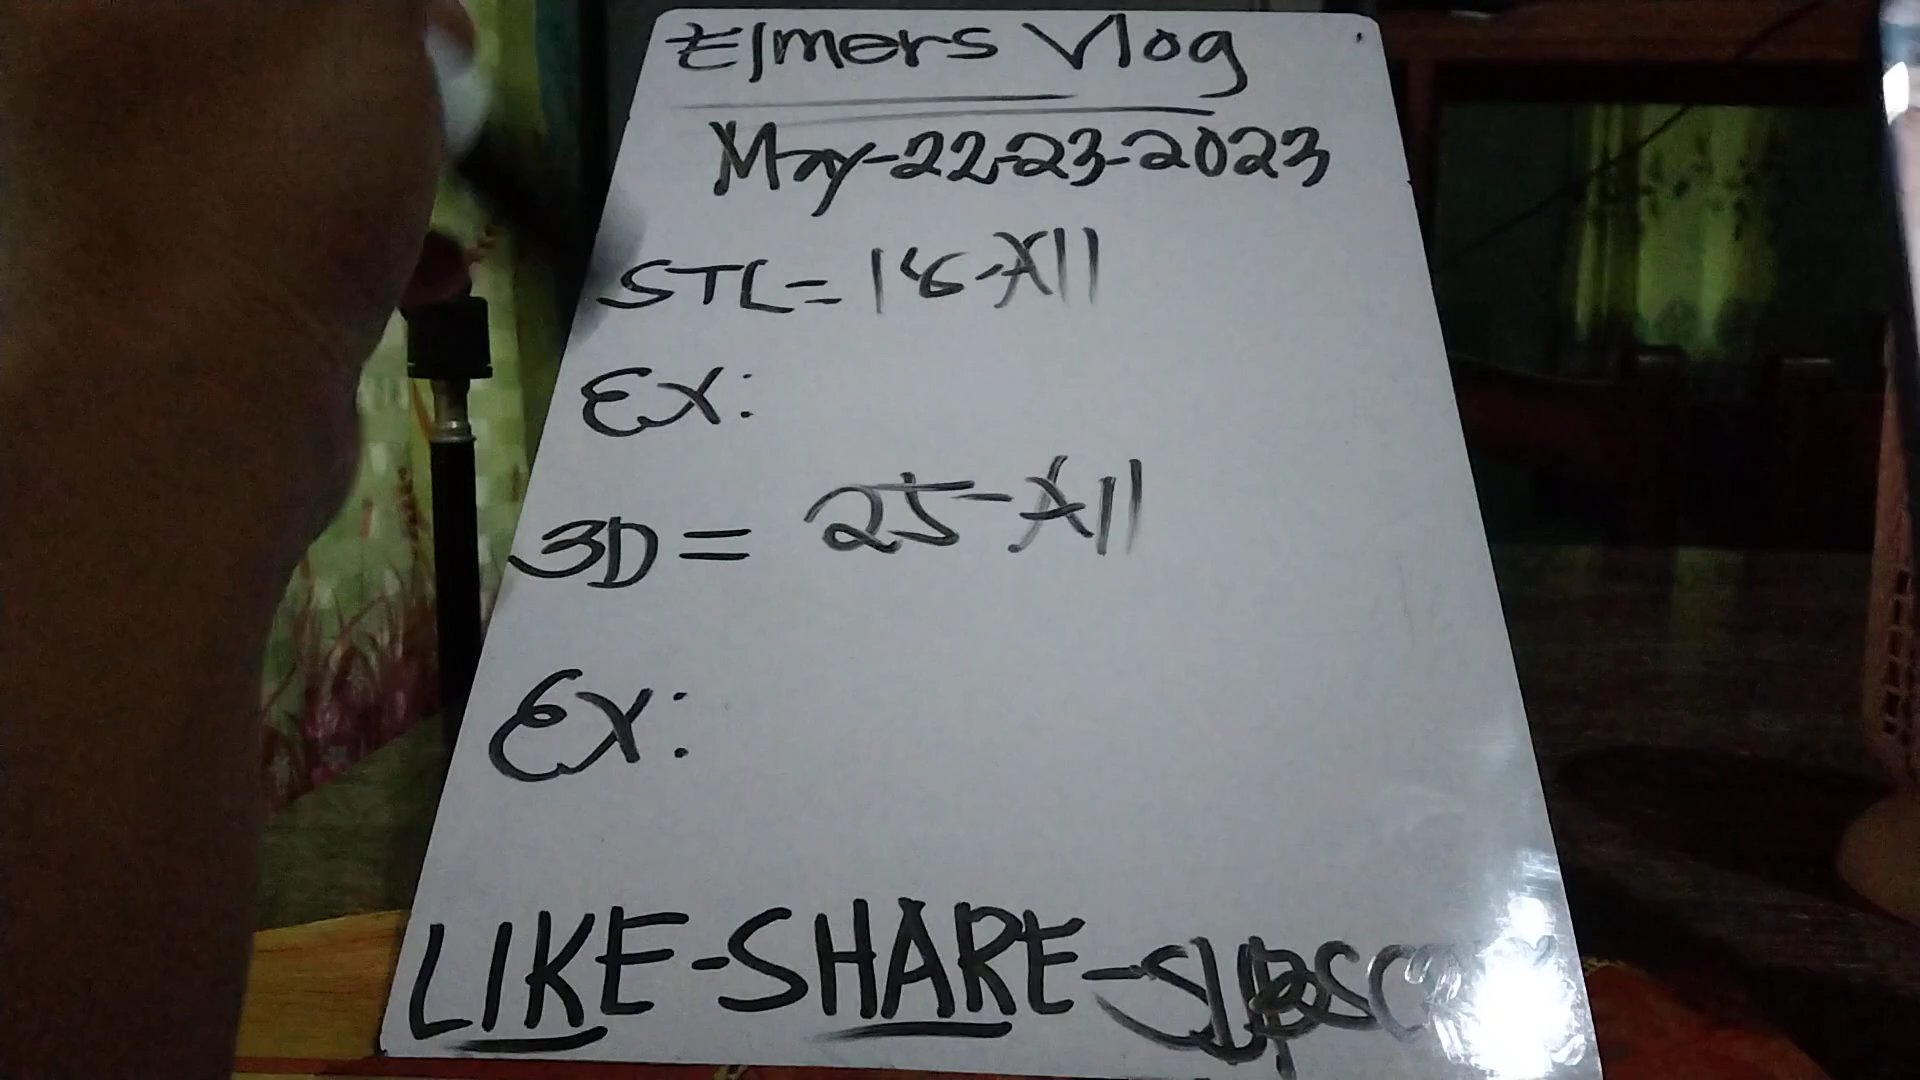 Elmers Vlog
May-22-23-2023
STL=16-All
Ex:
3D= 25-All
Ex:
LIKE-SHARE-